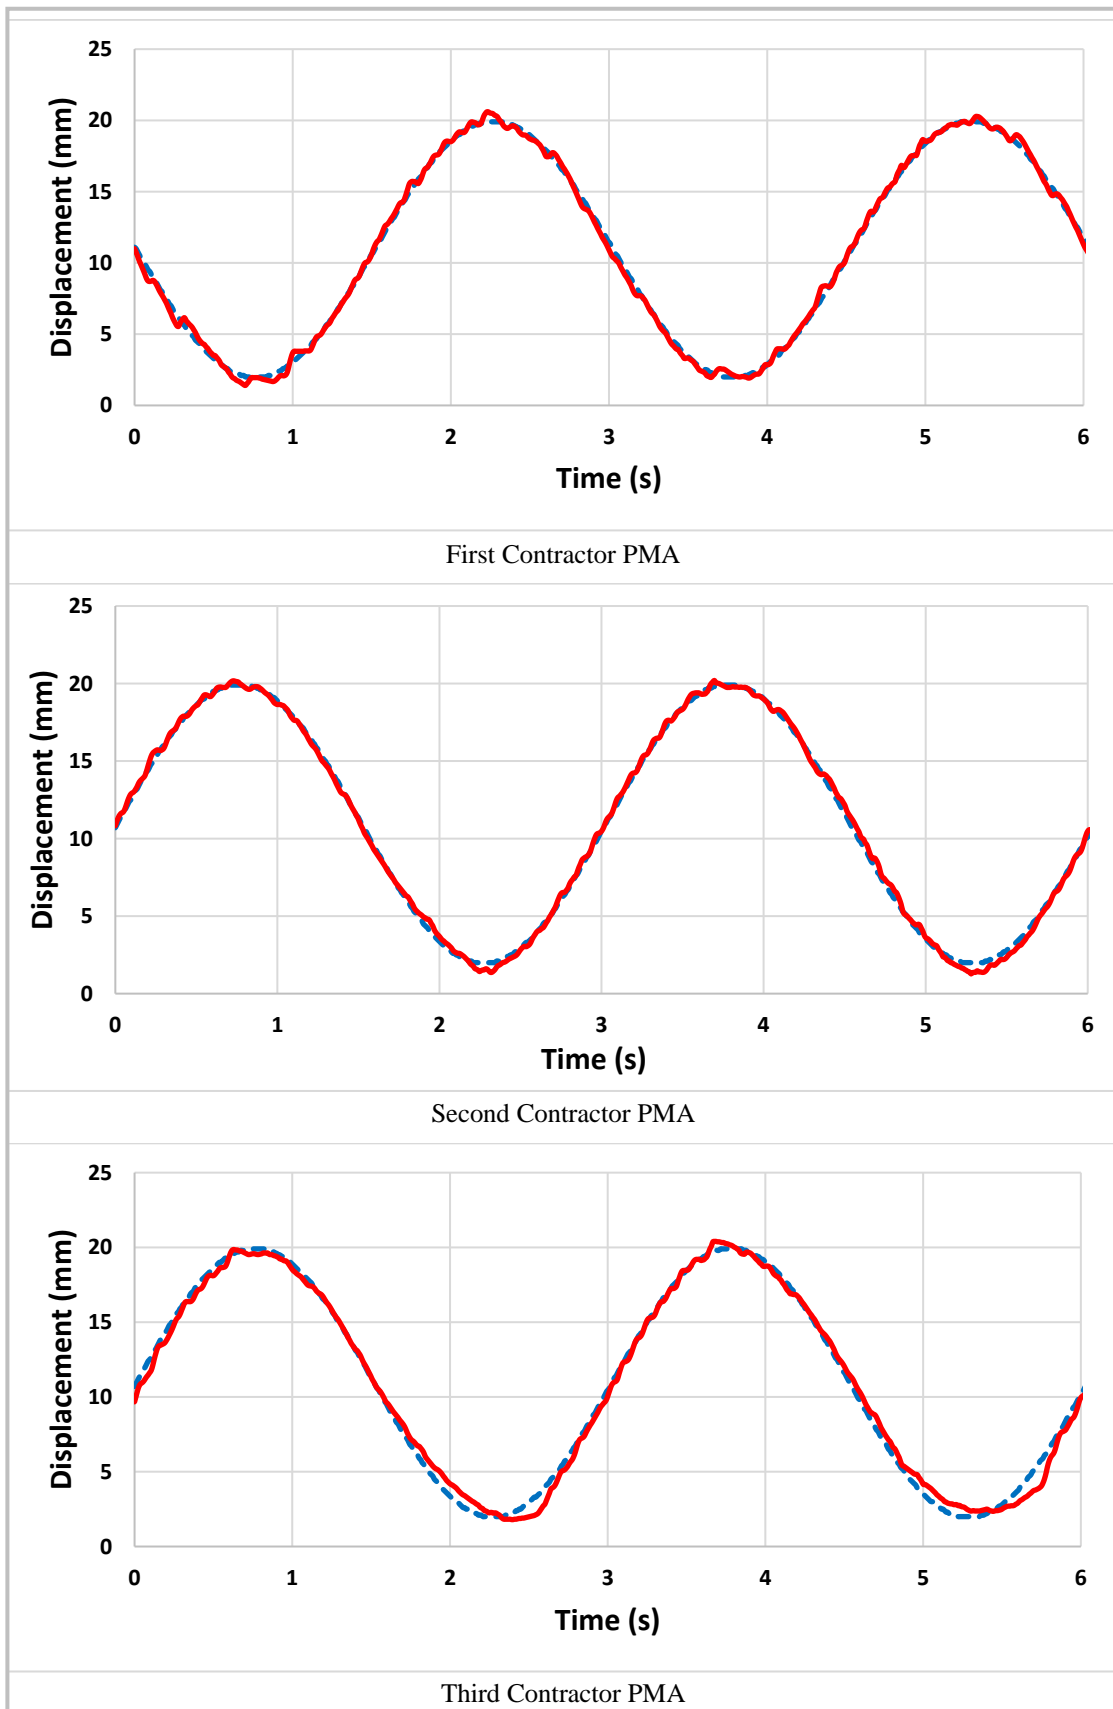 25
20
15
10
5
0
Displacement (mm)
0 1 2 3 4 5 6
Time (s)
First Contractor PMA
25
20
15
10
5
0
Displacement (mm)
0 1 2 3 4 5 6
Time (s)
Second Contractor PMA
25
20
15
10
5
0
Displacement (mm)
0 1 2 3 4 5 6
Time (s)
Third Contractor PMA